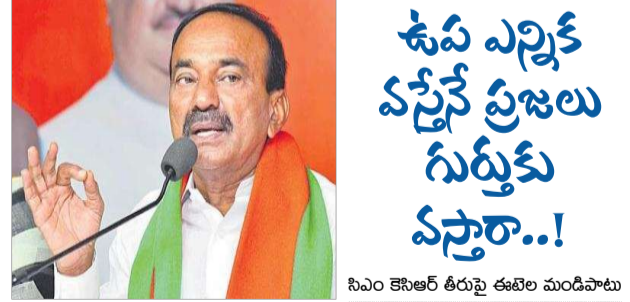 ఉప ఎన్నిక
వస్తేనే ప్రజలు
గుర్తుకు
వస్తారా..!
సిఎం కెసిఆర్ తీరుపై ఈటెల మండిపాటు